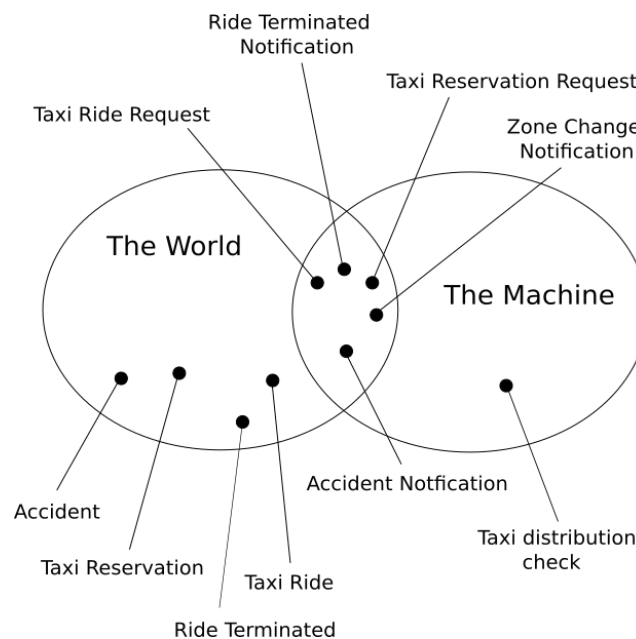 Ride Terminated
Notification
Taxi Reservation Request
Taxi Ride Request
Zone Change
Notification
The World
The Machine
Accident Notfication
Accident
Taxi distribution
check
Taxi Reservation
Taxi Ride
Ride Terminated